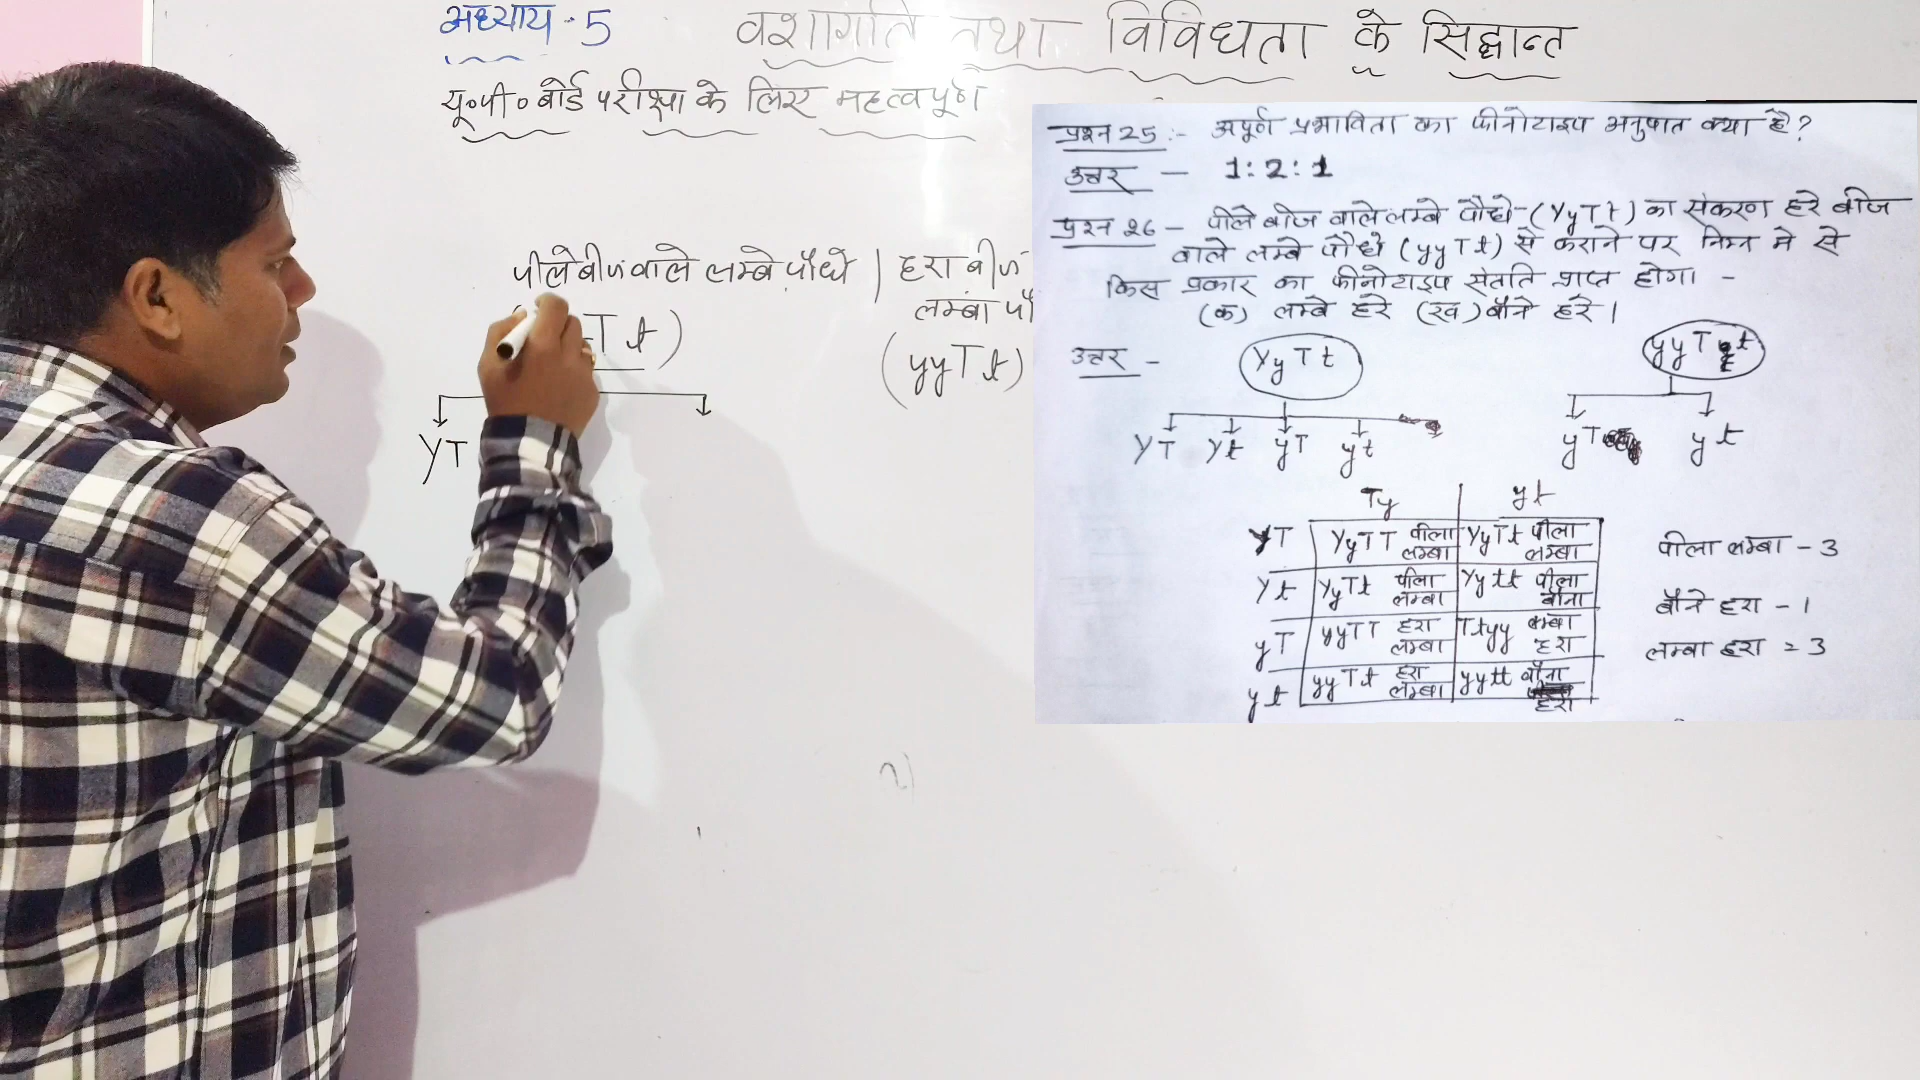 अध्याय - 5 वंशागति तथा विविधता के सिद्धान्त
यू०पी० बोर्ड परीक्षा के लिए महत्वपूर्ण
पीले बीज वाले लम्बे पौधे | हरा बीज
लम्बा पौ
T t)
(yyTt)
YT
प्रश्न 25 :- अपूर्ण प्रभाविता का फीनोटाइप अनुपात क्या है?
उत्तर - 1:2:1
प्रश्न 26 - पीले बीज वाले लम्बे पौधे - (YyTt) का संकरण हरे बीज
वाले लम्बे पौधे (yyTt) से कराने पर निम्न मे से
किस प्रकार का फीनोटाइप संतति प्राप्त होगा -
(क) लम्बे हरे (ख) बौने हरे।
उत्तर - YyTt yyTt
YT Yt yT yt yT yt
Ty yt
YT YyTT पीला लम्बा YyTt पीला लम्बा
Yt YyTt पीला लम्बा Yytt पीला बौना
yT yyTT हरा लम्बा Ttyy लम्बा हरा
yt yyTt हरा लम्बा yytt बौना हरा
पीला लम्बा - 3
बौने हरा - 1
लम्बा हरा = 3